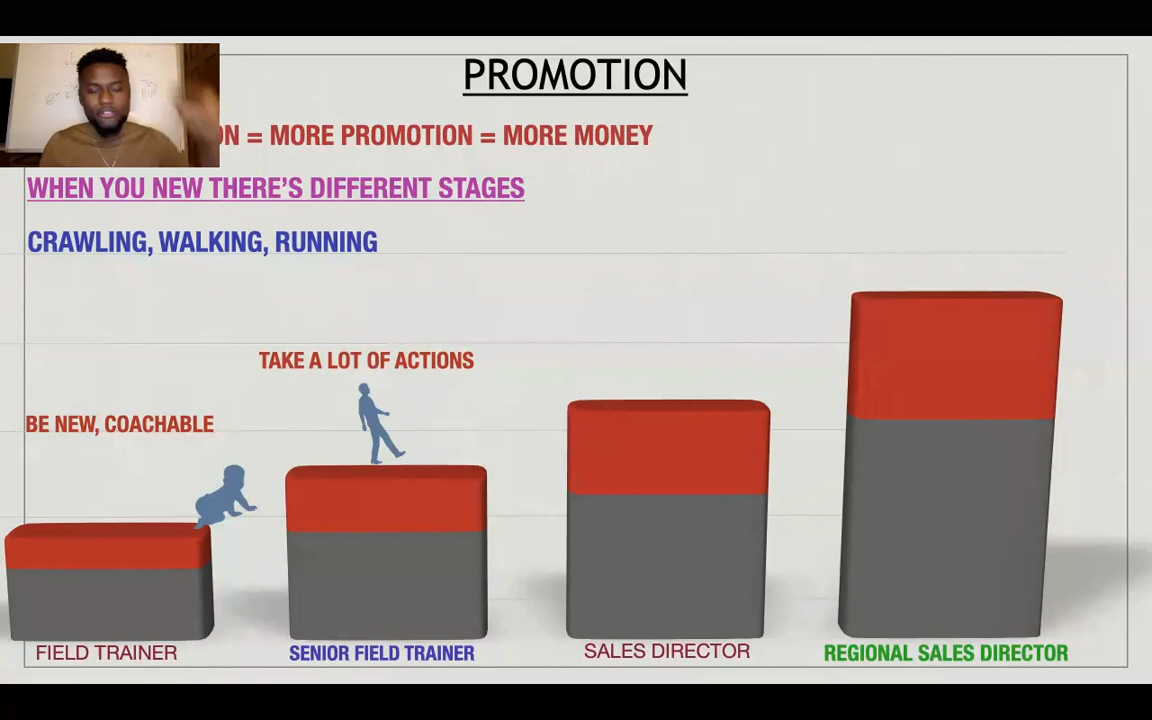 PROMOTION
= MORE PROMOTION = MORE MONEY
WHEN YOU NEW THERE'S DIFFERENT STAGES
CRAWLING, WALKING, RUNNING
TAKE A LOT OF ACTIONS
BE NEW, COACHABLE
FIELD TRAINER
SENIOR FIELD TRAINER
SALES DIRECTOR
REGIONAL SALES DIRECTOR